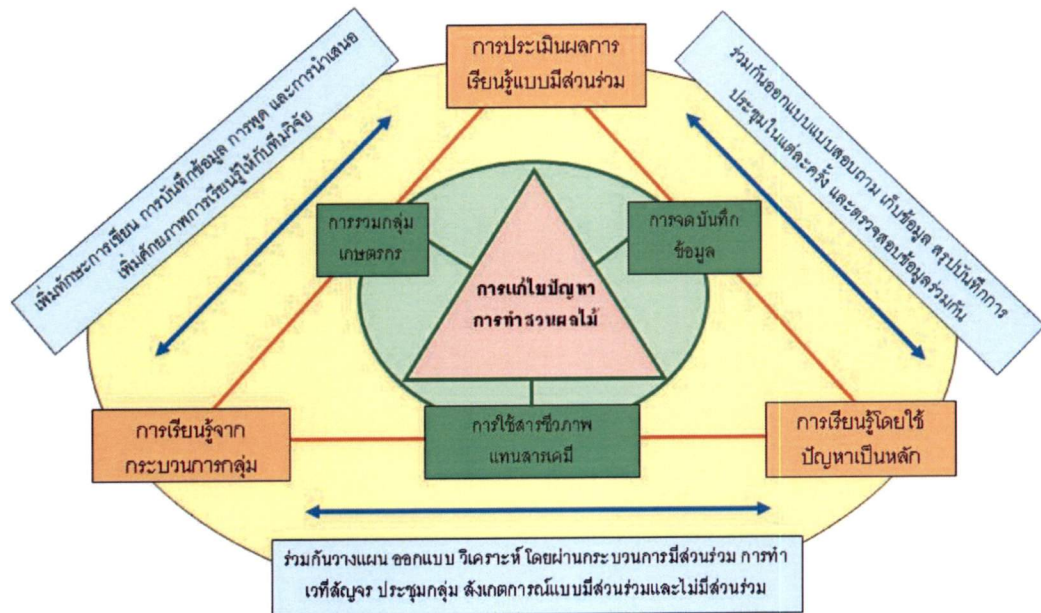 การประเมินผลการ
เรียนรู้แบบมีส่วนร่วม
เพิ่มทักษะการเขียน การบันทึกข้อมูล การพูด และการนำเสนอ
เพิ่มศักยภาพการเรียนรู้ให้กับทีมวิจัย
ร่วมกันออกแบบแบบสอบถาม เก็บข้อมูล สรุปบันทึกการ
ประชุมในแต่ละครั้ง และตรวจสอบข้อมูลร่วมกัน
การรวมกลุ่ม
เกษตรกร
การจดบันทึก
ข้อมูล
การแก้ไขปัญหา
การทำสวนผลไม้
การเรียนรู้จาก
กระบวนการกลุ่ม
การใช้สารชีวภาพ
แทนสารเคมี
การเรียนรู้โดยใช้
ปัญหาเป็นหลัก
ร่วมกันวางแผน ออกแบบ วิเคราะห์ โดยผ่านกระบวนการมีส่วนร่วม การทำ
เวทีสัญจร ประชุมกลุ่ม สังเกตการณ์แบบมีส่วนร่วมและไม่มีส่วนร่วม